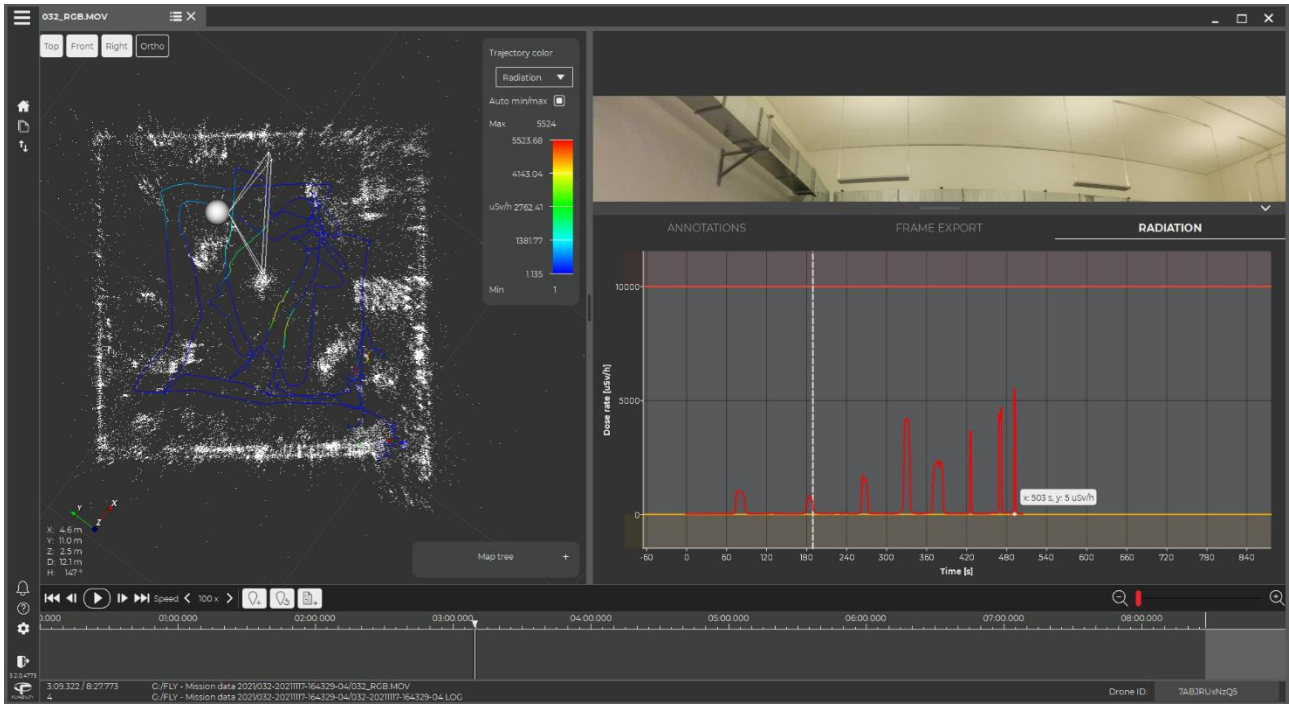 032_RGB.MOV
Top Front Right Ortho
Trajectory color
Radiation
Auto min/max
Max 5524
5523.68
4143.04
uSv/h 2762.41
1381.77
1.135
Min 1
Y X Z
X: 4.6 m
Y: 11.0 m
Z: 2.5 m
D: 12.1 m
H: 147 °
Map tree +
ANNOTATIONS FRAME EXPORT RADIATION
10000
5000
0
Dose rate [uSv/h]
x: 503 s, y: 5 uSv/h
-60 0 60 120 180 240 300 360 420 480 540 600 660 720 780 840
Time [s]
Speed 100 x
0.000 01:00.000 02:00.000 03:00.000 04:00.000 05:00.000 06:00.000 07:00.000 08:00.000
3.2.0.4773
FLYABILITY
3:09.322 / 8:27.773 G:/FLY - Mission data 2021/032-20211117-164329-04/032_RGB.MOV
4 G:/FLY - Mission data 2021/032-20211117-164329-04/032-20211117-164329-04.LOG
Drone ID: 7ABJRUxNzQ5